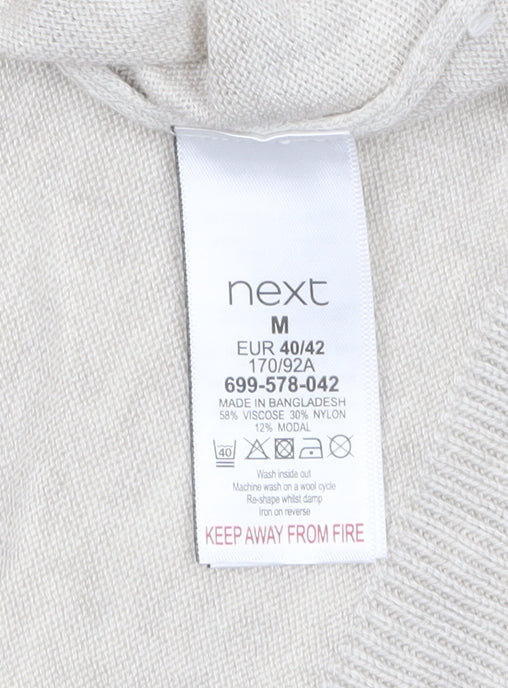 next
M
EUR 40/42
170/92A
699-578-042
MADE IN BANGLADESH
58% VISCOSE 30% NYLON
12% MODAL
40
Wash inside out
Machine wash on a wool cycle
Re-shape whilst damp
Iron on reverse
KEEP AWAY FROM FIRE